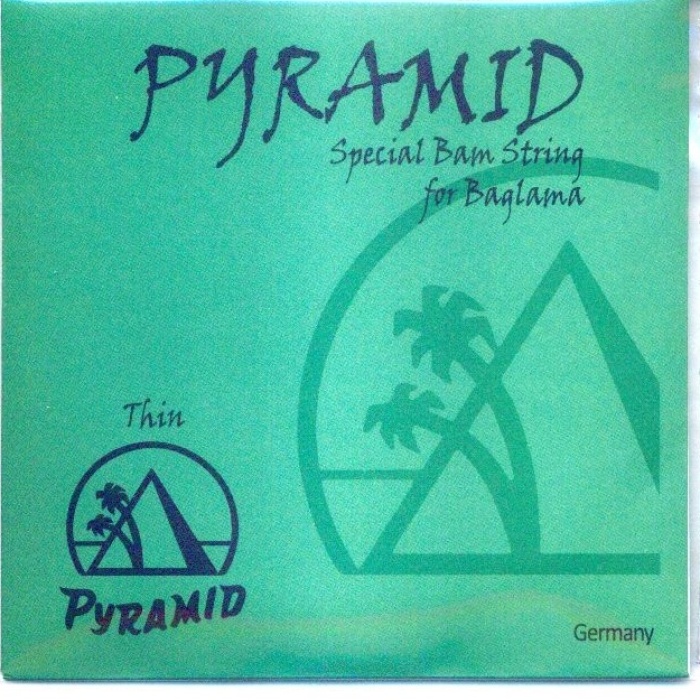 PYRAMID
Special Bam String
for Baglama
Thin
PYRAMID
Germany